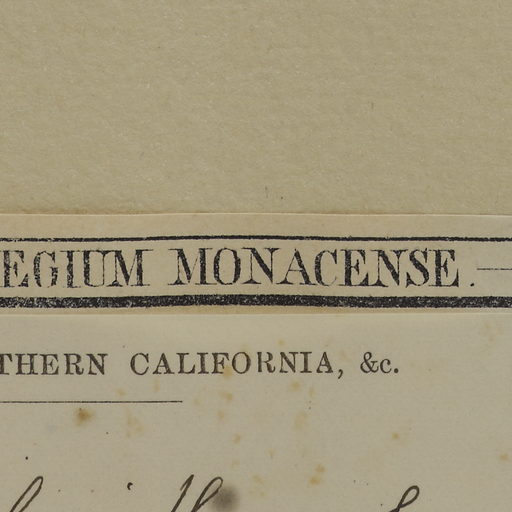 EGIUM MONACENSE.
THERN CALIFORNIA, &c.